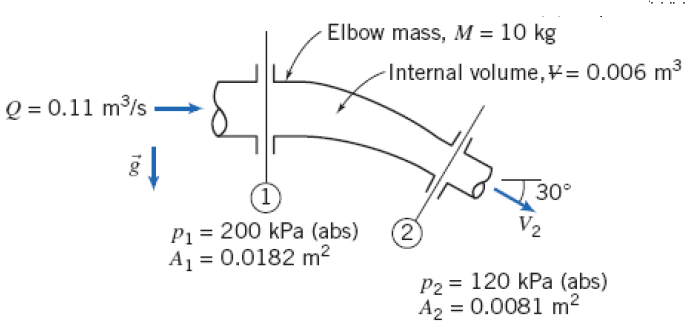 Elbow mass, M = 10 kg
Internal volume, V̶ = 0.006 m³
Q = 0.11 m³/s
g⃗
30°
V₂
1
p₁ = 200 kPa (abs)
A₁ = 0.0182 m²
2
p₂ = 120 kPa (abs)
A₂ = 0.0081 m²